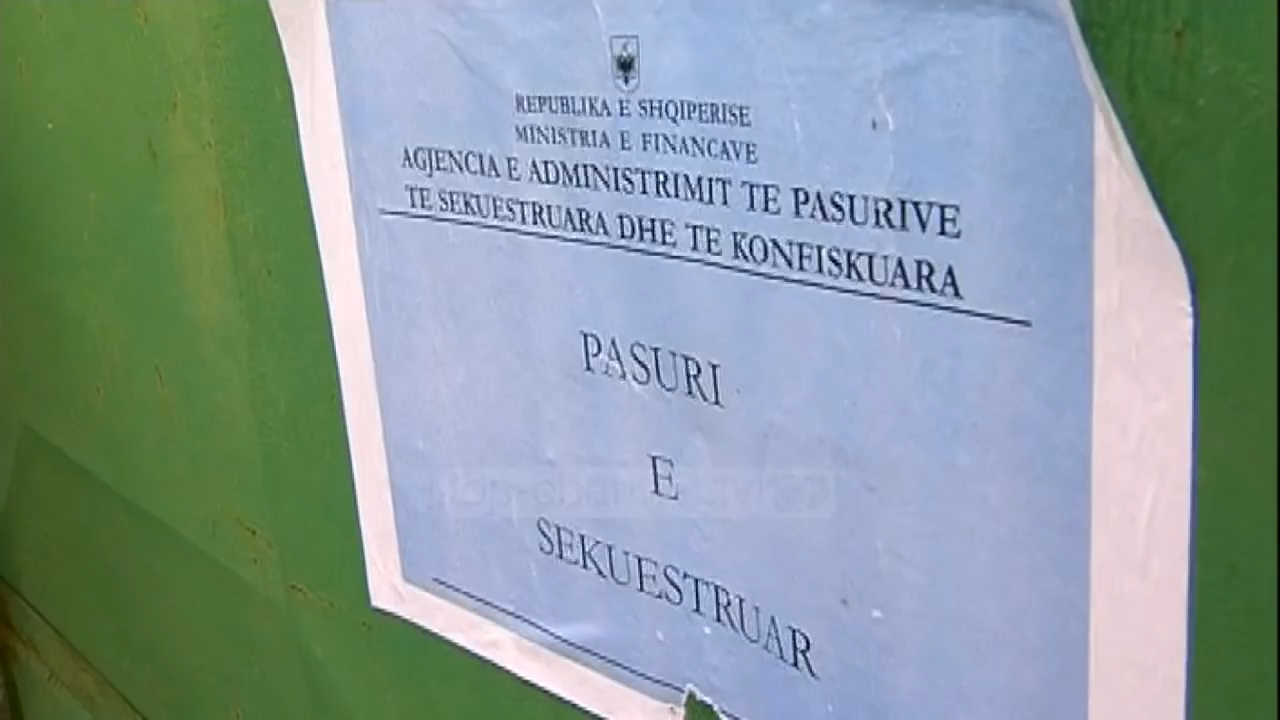 REPUBLIKA E SHQIPERISE
MINISTRIA E FINANCAVE
AGJENCIA E ADMINISTRIMIT TE PASURIVE
TE SEKUESTRUARA DHE TE KONFISKUARA
PASURI
E
SEKUESTRUAR